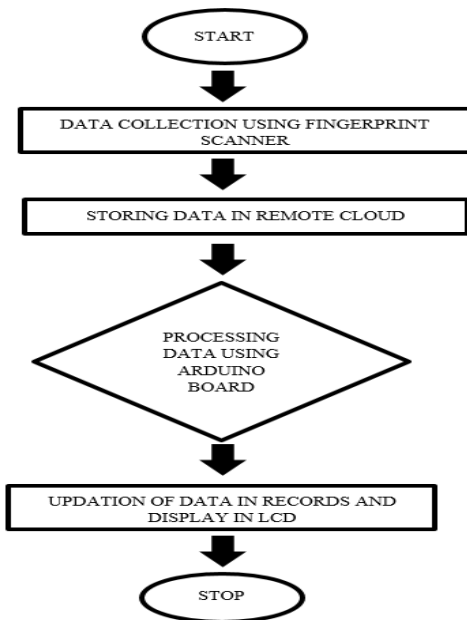 START
DATA COLLECTION USING FINGERPRINT
SCANNER
STORING DATA IN REMOTE CLOUD
PROCESSING
DATA USING
ARDUINO
BOARD
UPDATION OF DATA IN RECORDS AND
DISPLAY IN LCD
STOP